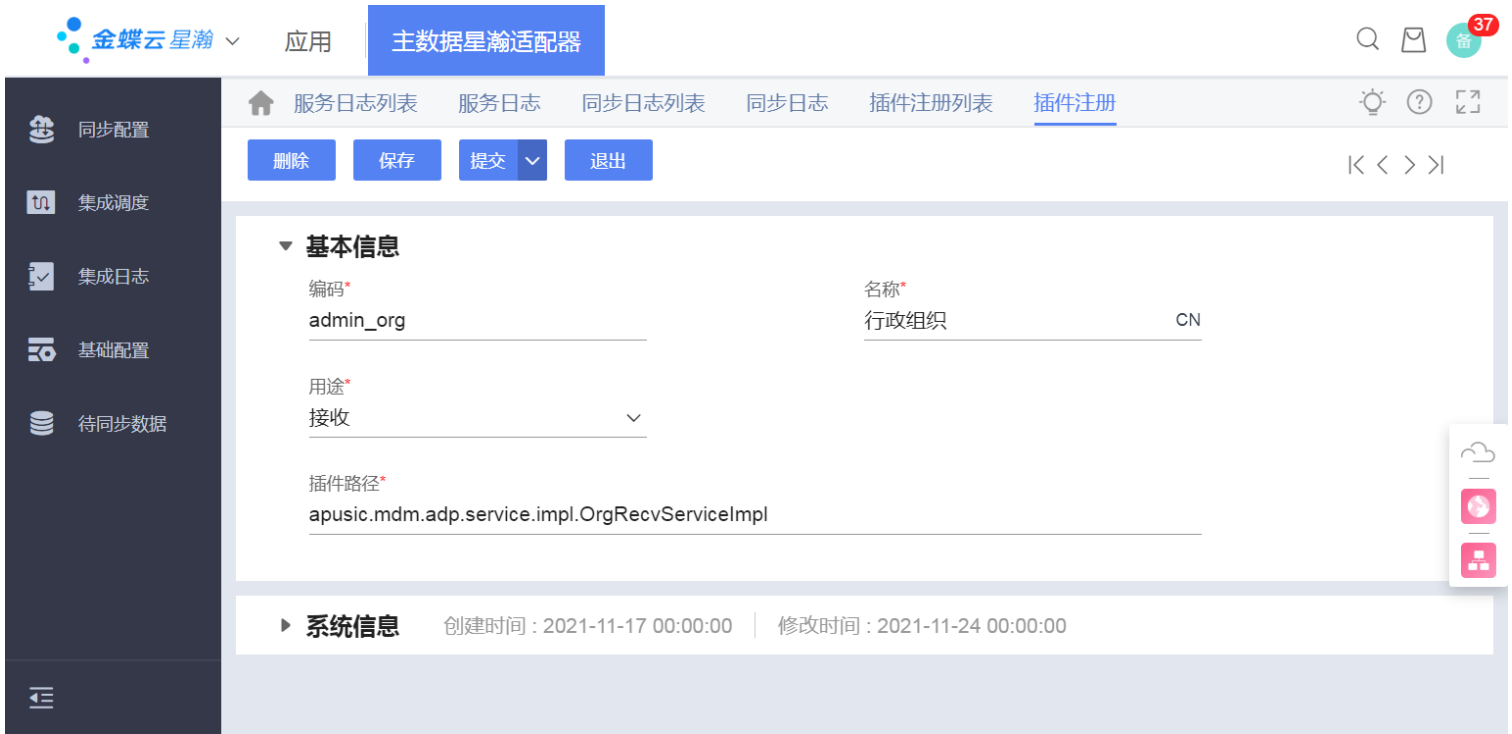 金蝶云 星瀚 应用 主数据星瀚适配器 备 37
服务日志列表 服务日志 同步日志列表 同步日志 插件注册列表 插件注册
同步配置
集成调度
集成日志
基础配置
待同步数据
删除 保存 提交 退出
基本信息
编码* 名称*
admin_org 行政组织 CN
用途*
接收
插件路径*
apusic.mdm.adp.service.impl.OrgRecvServiceImpl
系统信息 创建时间 : 2021-11-17 00:00:00 修改时间 : 2021-11-24 00:00:00